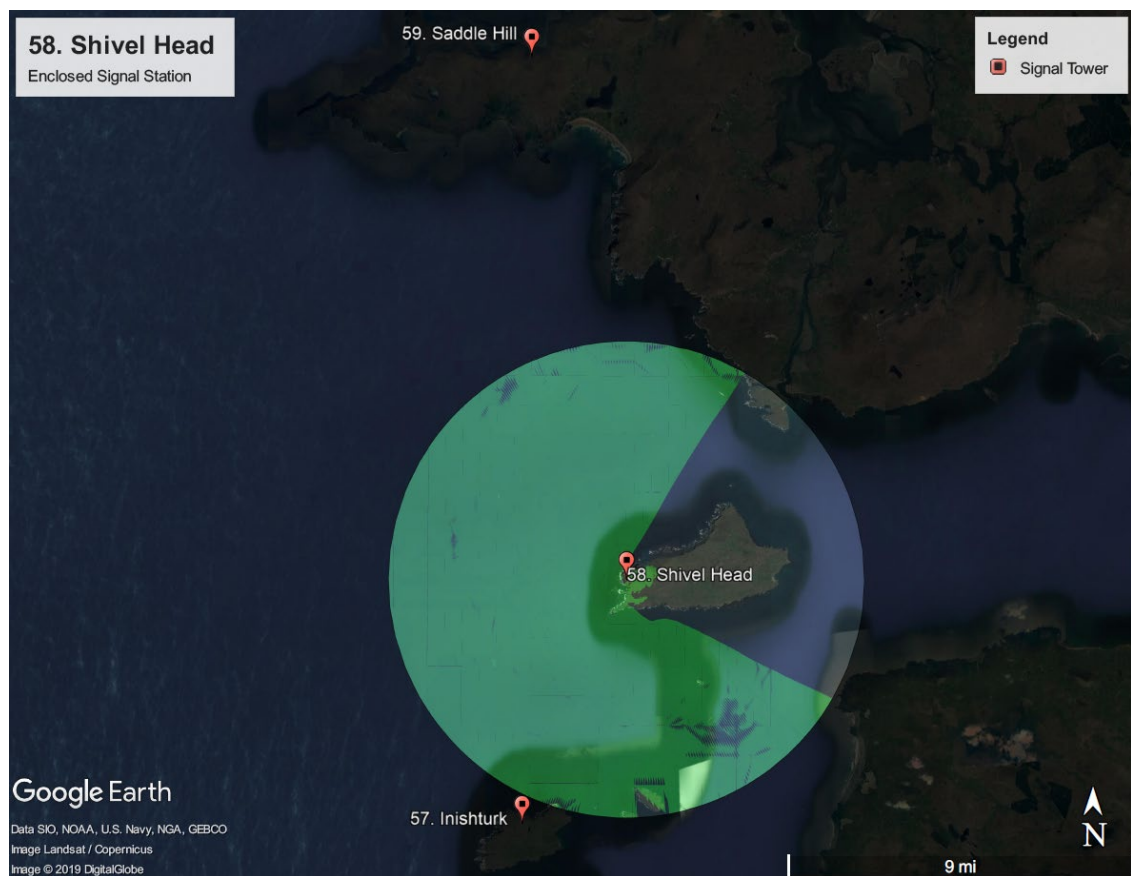 58. Shivel Head
Enclosed Signal Station
59. Saddle Hill
Legend
Signal Tower
58. Shivel Head
57. Inishturk
Google Earth
Data SIO, NOAA, U.S. Navy, NGA, GEBCO
Image Landsat / Copernicus
Image © 2019 DigitalGlobe
N
9 mi